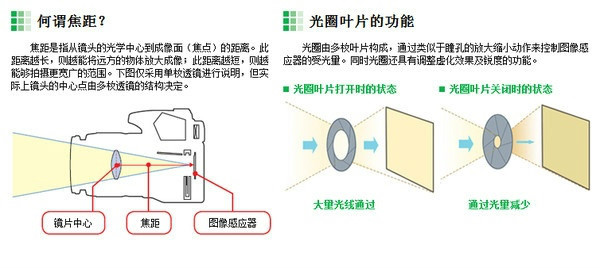 何谓焦距？
焦距是指从镜头的光学中心到成像面（焦点）的距离。此
距离越长，则越能将远方的物体放大成像；此距离越短，则越
能够拍摄更宽广的范围。下图仅采用单枚透镜进行说明，但实
际上镜头的中心点由多枚透镜的结构决定。
镜片中心
焦距
图像感应器
光圈叶片的功能
光圈由多枚叶片构成，通过类似于瞳孔的放大缩小动作来控制图像感
应器的受光量。同时光圈还具有调整虚化效果及锐度的功能。
光圈叶片打开时的状态
大量光线通过
光圈叶片关闭时的状态
通过光量减少